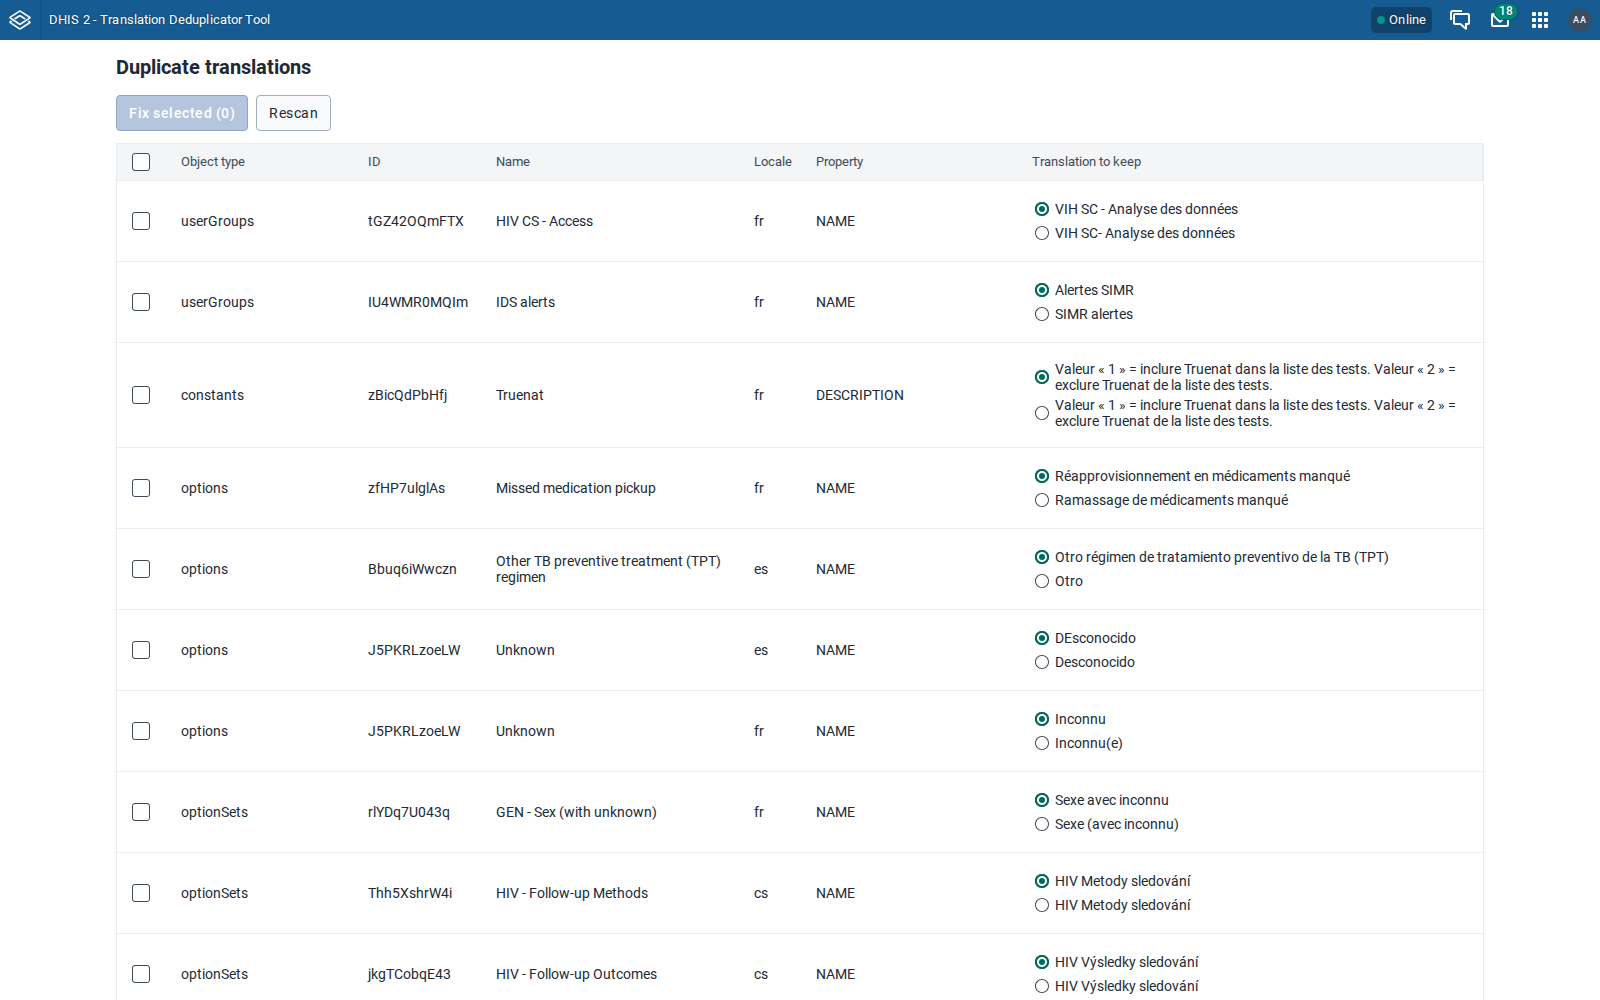 DHIS 2 - Translation Deduplicator Tool
Online
18
AA
Duplicate translations
Fix selected (0)
Rescan
Object type ID Name Locale Property Translation to keep
userGroups tGZ42OQmFTX HIV CS - Access fr NAME
VIH SC - Analyse des données
VIH SC- Analyse des données
userGroups IU4WMR0MQIm IDS alerts fr NAME
Alertes SIMR
SIMR alertes
constants zBicQdPbHfj Truenat fr DESCRIPTION
Valeur « 1 » = inclure Truenat dans la liste des tests. Valeur « 2 » =
exclure Truenat de la liste des tests.
Valeur « 1 » = inclure Truenat dans la liste des tests. Valeur « 2 » =
exclure Truenat de la liste des tests.
options zfHP7ulglAs Missed medication pickup fr NAME
Réapprovisionnement en médicaments manqué
Ramassage de médicaments manqué
options Bbuq6iWwczn Other TB preventive treatment (TPT)
regimen es NAME
Otro régimen de tratamiento preventivo de la TB (TPT)
Otro
options J5PKRLzoeLW Unknown es NAME
DEsconocido
Desconocido
options J5PKRLzoeLW Unknown fr NAME
Inconnu
Inconnu(e)
optionSets rlYDq7U043q GEN - Sex (with unknown) fr NAME
Sexe avec inconnu
Sexe (avec inconnu)
optionSets Thh5XshrW4i HIV - Follow-up Methods cs NAME
HIV Metody sledování
HIV Metody sledování
optionSets jkgTCobqE43 HIV - Follow-up Outcomes cs NAME
HIV Výsledky sledování
HIV Výsledky sledování